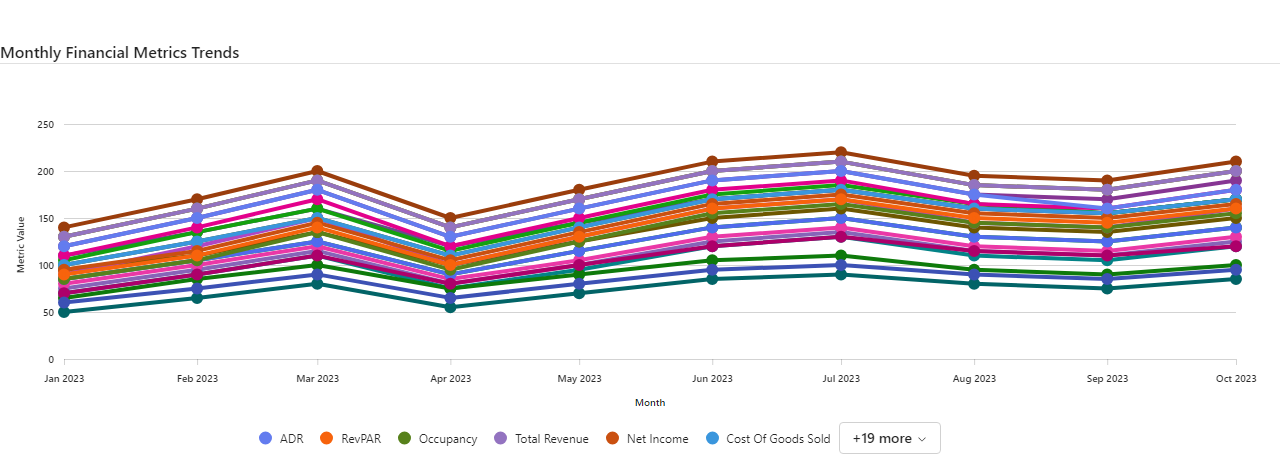 Monthly Financial Metrics Trends
250
200
150
100
50
0
Metric Value
Jan 2023 Feb 2023 Mar 2023 Apr 2023 May 2023 Jun 2023 Jul 2023 Aug 2023 Sep 2023 Oct 2023
Month
ADR RevPAR Occupancy Total Revenue Net Income Cost Of Goods Sold +19 more